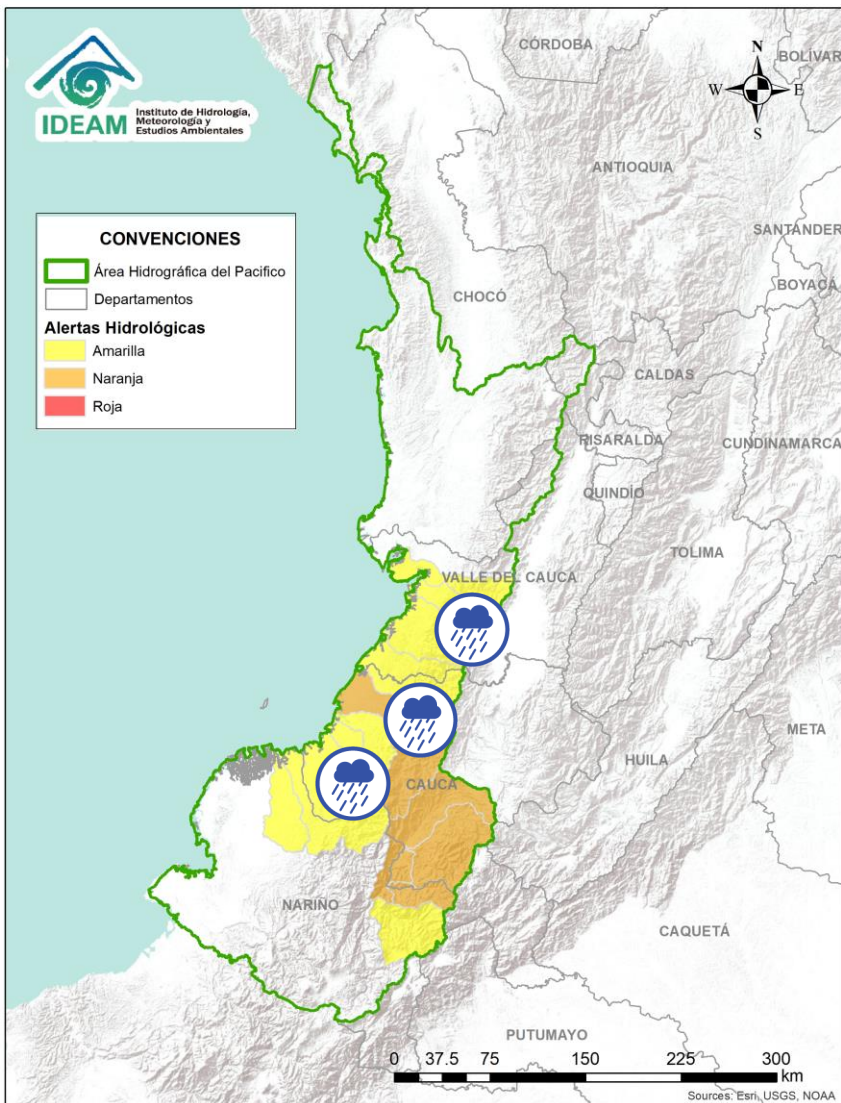 IDEAM
Instituto de Hidrología,
Meteorología y
Estudios Ambientales
N
W
E
S
CÓRDOBA
BOLÍVAR
ANTIOQUIA
SANTANDER
BOYACÁ
CHOCÓ
CALDAS
RISARALDA
CUNDINAMARCA
QUINDÍO
TOLIMA
VALLE DEL CAUCA
META
HUILA
CAUCA
NARIÑO
CAQUETÁ
PUTUMAYO
CONVENCIONES
Área Hidrográfica del Pacifico
Departamentos
Alertas Hidrológicas
Amarilla
Naranja
Roja
0 37.5 75 150 225 300
km
Sources: Esri, USGS, NOAA